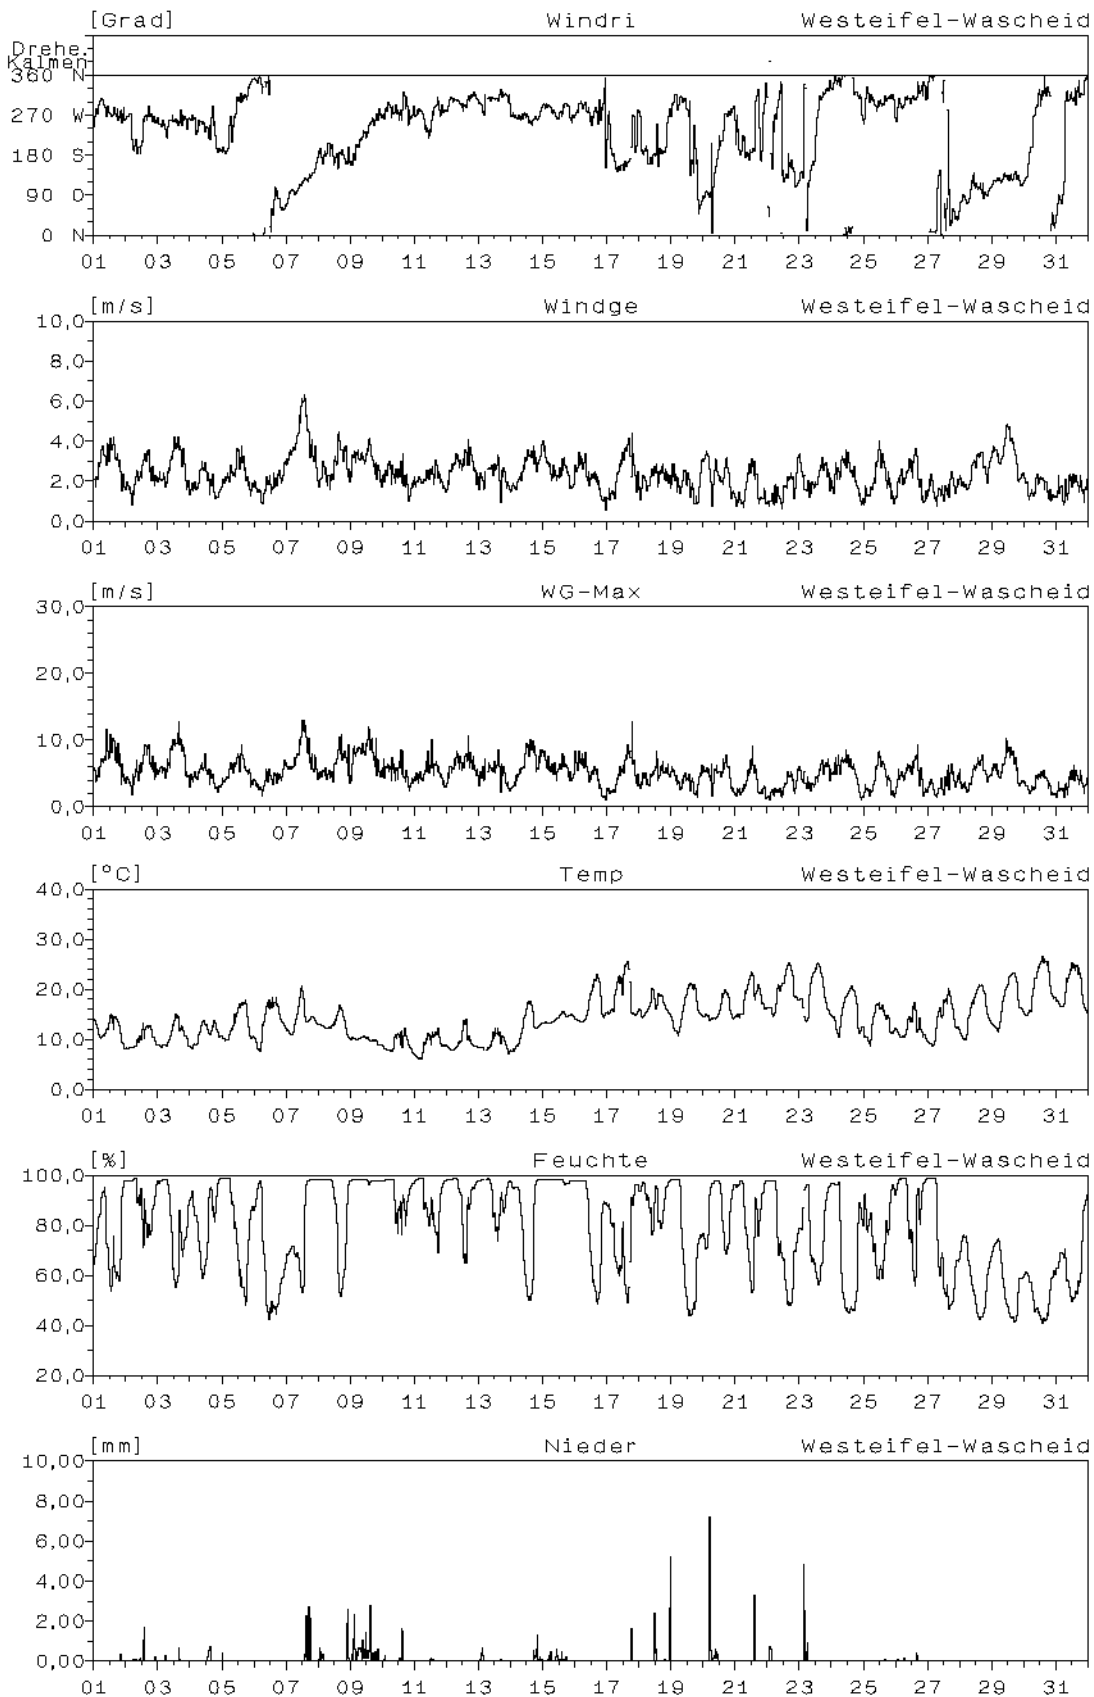 [Grad] Windri Westeifel-Wascheid
Drehe.
Kalmen
360 N
270 W
180 S
90 O
0 N
01 03 05 07 09 11 13 15 17 19 21 23 25 27 29 31
[m/s] Windge Westeifel-Wascheid
10,0
8,0
6,0
4,0
2,0
0,0
01 03 05 07 09 11 13 15 17 19 21 23 25 27 29 31
[m/s] WG-Max Westeifel-Wascheid
30,0
20,0
10,0
0,0
01 03 05 07 09 11 13 15 17 19 21 23 25 27 29 31
[°C] Temp Westeifel-Wascheid
40,0
30,0
20,0
10,0
0,0
01 03 05 07 09 11 13 15 17 19 21 23 25 27 29 31
[%] Feuchte Westeifel-Wascheid
100,0
80,0
60,0
40,0
20,0
01 03 05 07 09 11 13 15 17 19 21 23 25 27 29 31
[mm] Nieder Westeifel-Wascheid
10,00
8,00
6,00
4,00
2,00
0,00
01 03 05 07 09 11 13 15 17 19 21 23 25 27 29 31